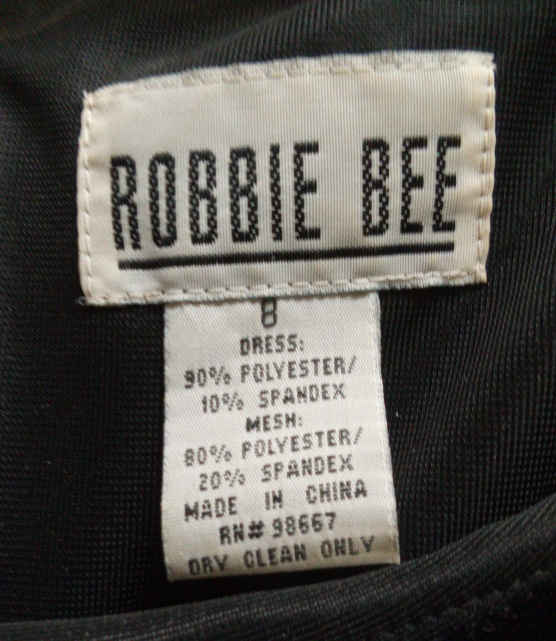 ROBBIE BEE
8
DRESS:
90% POLYESTER/
10% SPANDEX
MESH:
80% POLYESTER/
20% SPANDEX
MADE IN CHINA
RN# 98667
DRY CLEAN ONLY